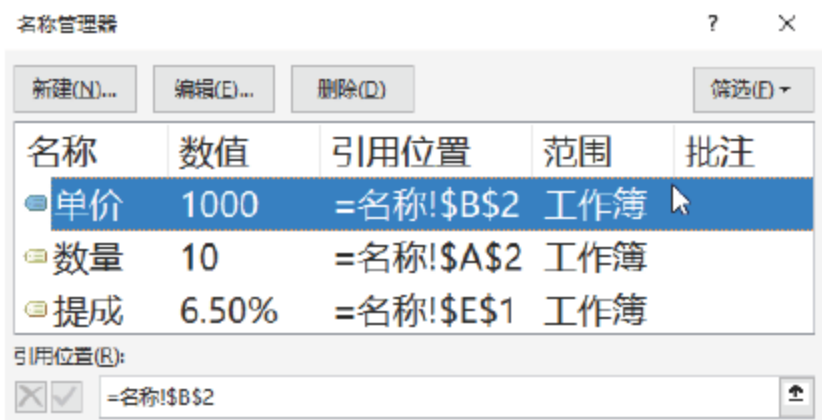 名称管理器 ? ×
新建(N)... 编辑(E)... 删除(D) 筛选(F)
名称 数值 引用位置 范围 批注
单价 1000 =名称!$B$2 工作簿
数量 10 =名称!$A$2 工作簿
提成 6.50% =名称!$E$1 工作簿
引用位置(R):
=名称!$B$2